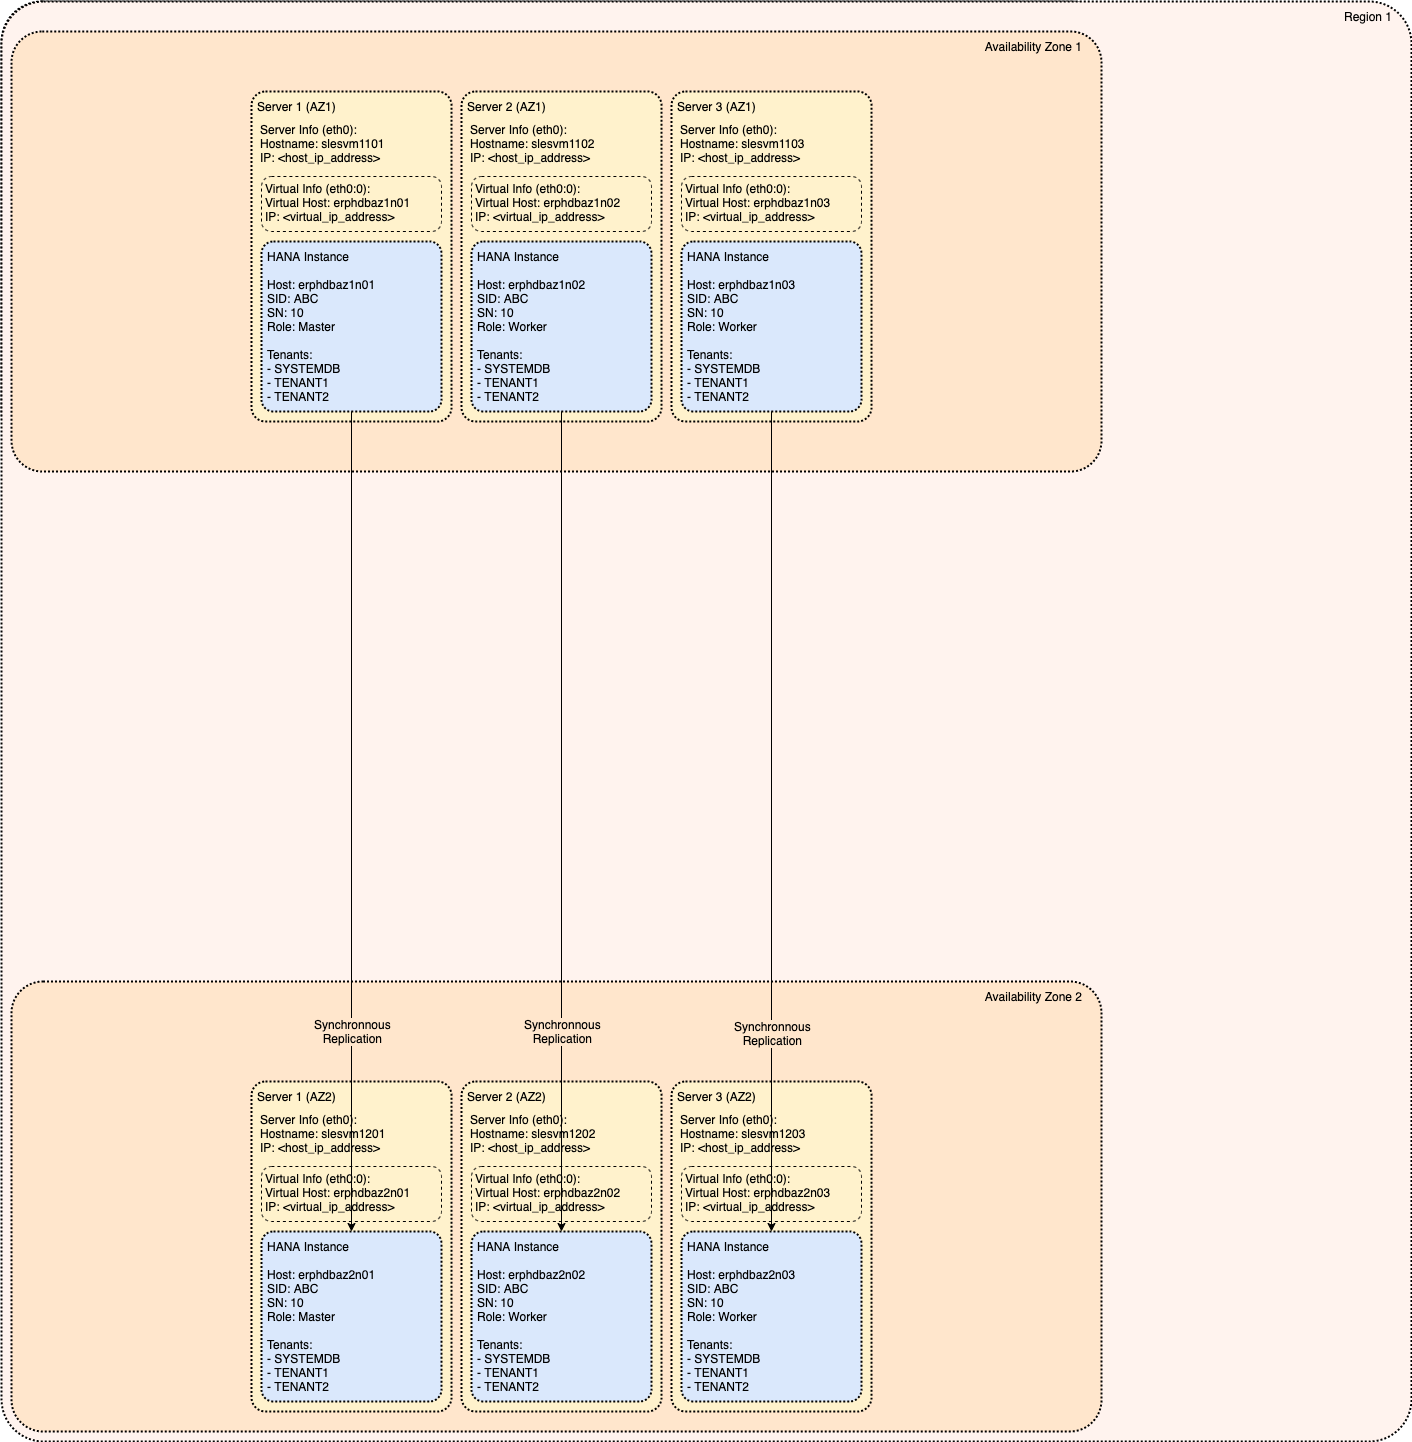 Region 1
Availability Zone 1
Server 1 (AZ1)
Server Info (eth0):
Hostname: slesvm1101
IP: <host_ip_address>
Virtual Info (eth0:0):
Virtual Host: erphdbaz1n01
IP: <virtual_ip_address>
HANA Instance
Host: erphdbaz1n01
SID: ABC
SN: 10
Role: Master
Tenants:
- SYSTEMDB
- TENANT1
- TENANT2
Server 2 (AZ1)
Server Info (eth0):
Hostname: slesvm1102
IP: <host_ip_address>
Virtual Info (eth0:0):
Virtual Host: erphdbaz1n02
IP: <virtual_ip_address>
HANA Instance
Host: erphdbaz1n02
SID: ABC
SN: 10
Role: Worker
Tenants:
- SYSTEMDB
- TENANT1
- TENANT2
Server 3 (AZ1)
Server Info (eth0):
Hostname: slesvm1103
IP: <host_ip_address>
Virtual Info (eth0:0):
Virtual Host: erphdbaz1n03
IP: <virtual_ip_address>
HANA Instance
Host: erphdbaz1n03
SID: ABC
SN: 10
Role: Worker
Tenants:
- SYSTEMDB
- TENANT1
- TENANT2
Availability Zone 2
Synchronnous
Replication
Synchronnous
Replication
Synchronnous
Replication
Server 1 (AZ2)
Server Info (eth0):
Hostname: slesvm1201
IP: <host_ip_address>
Virtual Info (eth0:0):
Virtual Host: erphdbaz2n01
IP: <virtual_ip_address>
HANA Instance
Host: erphdbaz2n01
SID: ABC
SN: 10
Role: Master
Tenants:
- SYSTEMDB
- TENANT1
- TENANT2
Server 2 (AZ2)
Server Info (eth0):
Hostname: slesvm1202
IP: <host_ip_address>
Virtual Info (eth0:0):
Virtual Host: erphdbaz2n02
IP: <virtual_ip_address>
HANA Instance
Host: erphdbaz2n02
SID: ABC
SN: 10
Role: Worker
Tenants:
- SYSTEMDB
- TENANT1
- TENANT2
Server 3 (AZ2)
Server Info (eth0):
Hostname: slesvm1203
IP: <host_ip_address>
Virtual Info (eth0:0):
Virtual Host: erphdbaz2n03
IP: <virtual_ip_address>
HANA Instance
Host: erphdbaz2n03
SID: ABC
SN: 10
Role: Worker
Tenants:
- SYSTEMDB
- TENANT1
- TENANT2